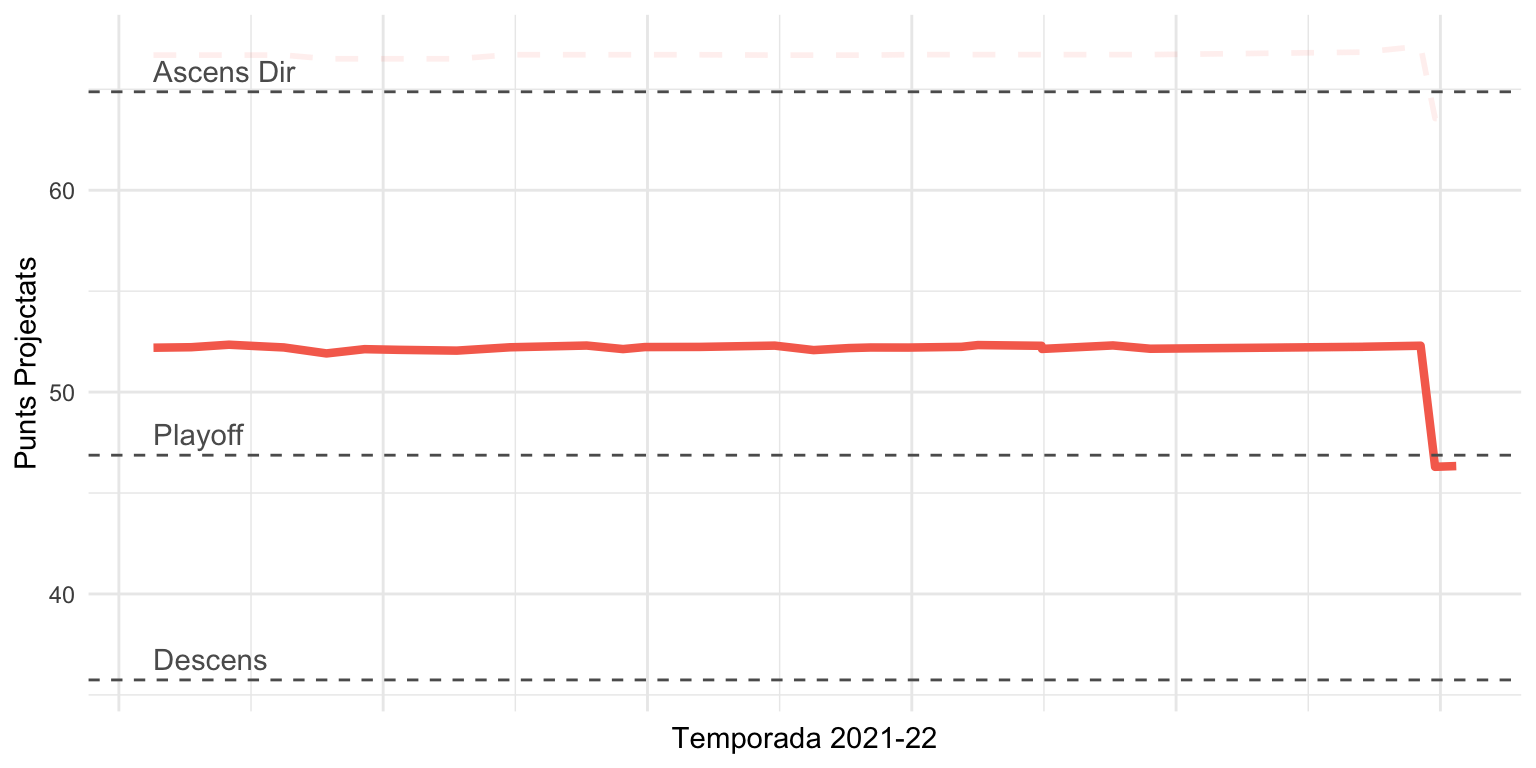 Ascens Dir
60
50
Playoff
40
Descens
Punts Projectats
Temporada 2021-22